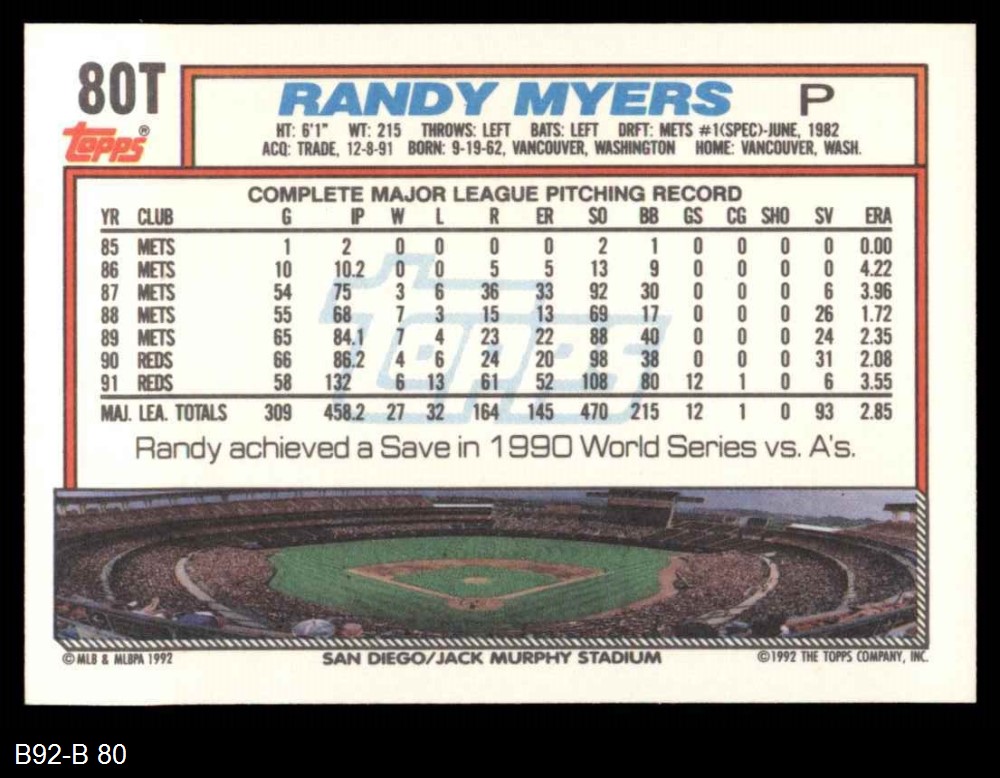 80T
RANDY MYERS P
Topps®
HT: 6'1" WT: 215 THROWS: LEFT BATS: LEFT DRFT: METS #1(SPEC)-JUNE, 1982
ACQ: TRADE, 12-8-91 BORN: 9-19-62, VANCOUVER, WASHINGTON HOME: VANCOUVER, WASH.
COMPLETE MAJOR LEAGUE PITCHING RECORD
YR CLUB G IP W L R ER SO BB GS CG SHO SV ERA
85 METS 1 2 0 0 0 0 2 1 0 0 0 0 0.00
86 METS 10 10.2 0 0 5 5 13 9 0 0 0 0 4.22
87 METS 54 75 3 6 36 33 92 30 0 0 0 6 3.96
88 METS 55 68 7 3 15 13 69 17 0 0 0 26 1.72
89 METS 65 84.1 7 4 23 22 88 40 0 0 0 24 2.35
90 REDS 66 86.2 4 6 24 20 98 38 0 0 0 31 2.08
91 REDS 58 132 6 13 61 52 108 80 12 1 0 6 3.55
MAJ. LEA. TOTALS 309 458.2 27 32 164 145 470 215 12 1 0 93 2.85
Topps
Randy achieved a Save in 1990 World Series vs. A's.
© MLB & MLBPA 1992 SAN DIEGO/JACK MURPHY STADIUM ©1992 THE TOPPS COMPANY, INC.
B92-B 80